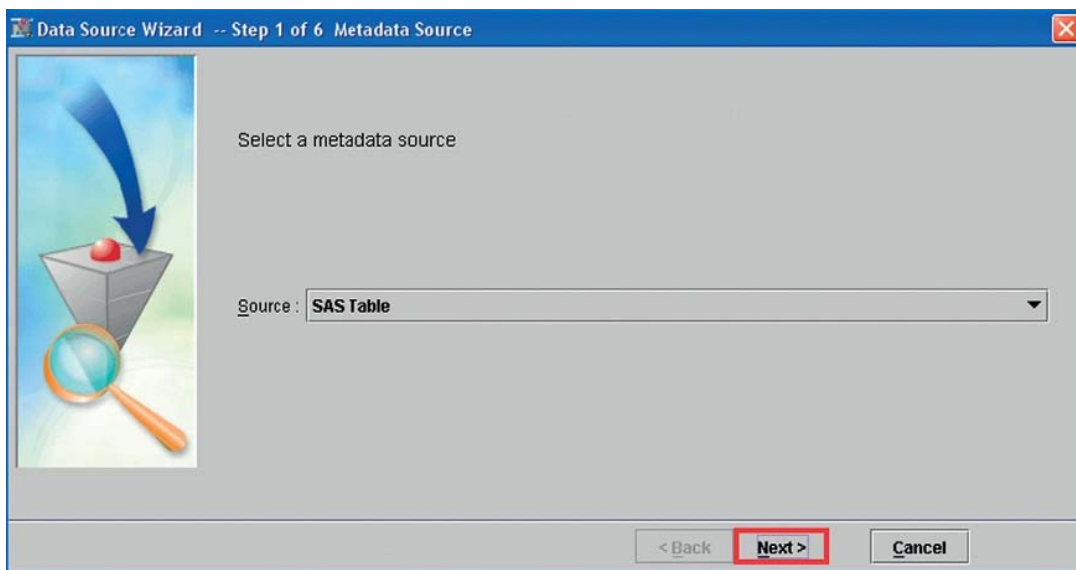 Data Source Wizard -- Step 1 of 6 Metadata Source
Select a metadata source
Source : SAS Table
< Back Next > Cancel